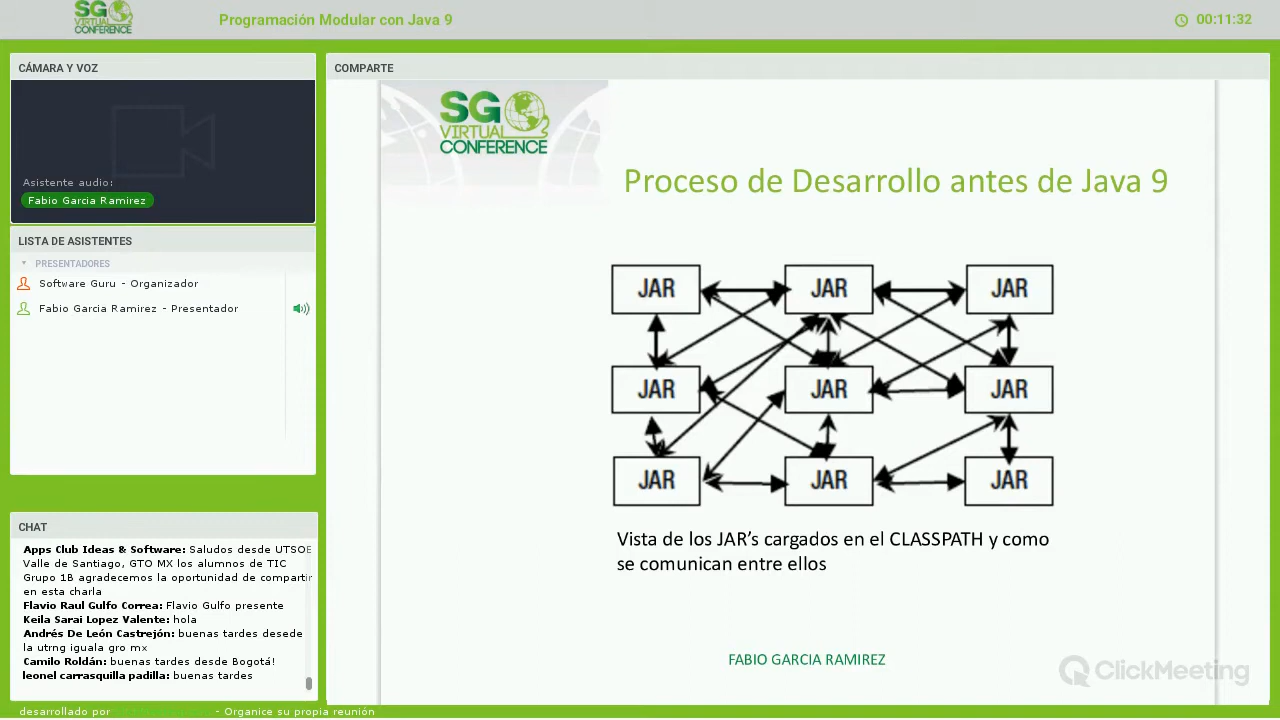 SG
VIRTUAL
CONFERENCE
Programación Modular con Java 9
00:11:32
CÁMARA Y VOZ
Asistente audio:
Fabio Garcia Ramirez
LISTA DE ASISTENTES
PRESENTADORES
Software Guru - Organizador
Fabio Garcia Ramirez - Presentador
CHAT
Apps Club Ideas & Software: Saludos desde UTSOE
Valle de Santiago, GTO MX los alumnos de TIC
Grupo 1B agradecemos la oportunidad de compartir
en esta charla
Flavio Raul Gulfo Correa: Flavio Gulfo presente
Keila Sarai Lopez Valente: hola
Andrés De León Castrejón: buenas tardes desede
la utrng iguala gro mx
Camilo Roldán: buenas tardes desde Bogotá!
leonel carrasquilla padilla: buenas tardes
desarrollado por - Organice su propia reunión
COMPARTE
SG
VIRTUAL
CONFERENCE
Proceso de Desarrollo antes de Java 9
JAR JAR JAR
JAR JAR JAR
JAR JAR JAR
Vista de los JAR's cargados en el CLASSPATH y como
se comunican entre ellos
FABIO GARCIA RAMIREZ
ClickMeeting